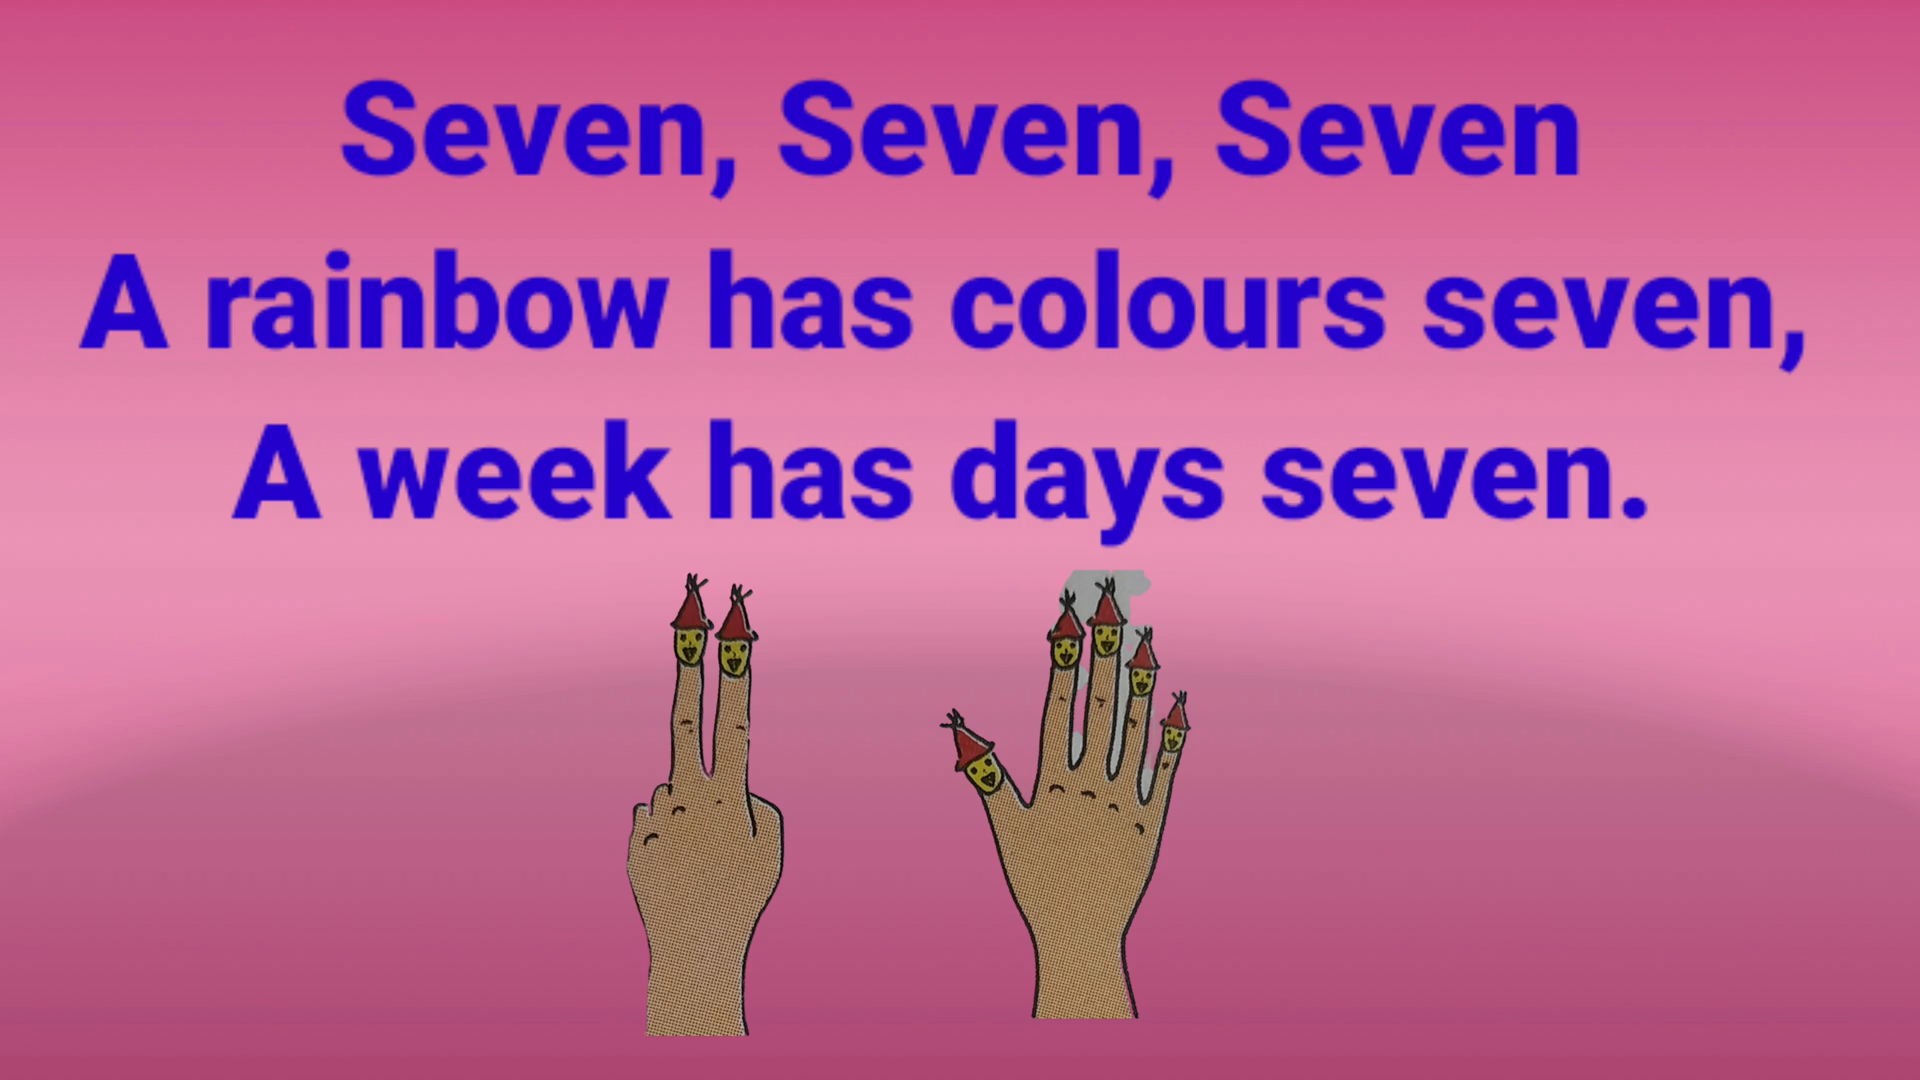 Seven, Seven, Seven
A rainbow has colours seven,
A week has days seven.